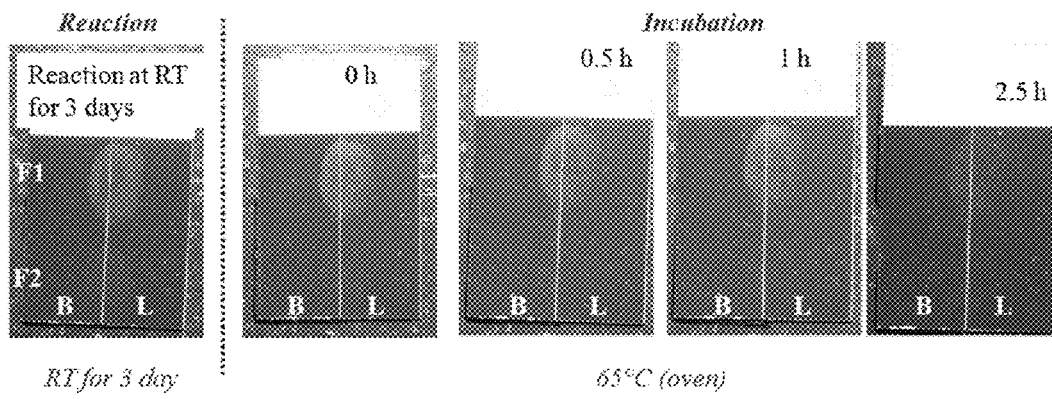 Reaction
Incubation
Reaction at RT
for 3 days
0 h
0.5 h
1 h
2.5 h
F1
F2
B L
B L
B L
B L
B L
RT for 3 day
65°C (oven)